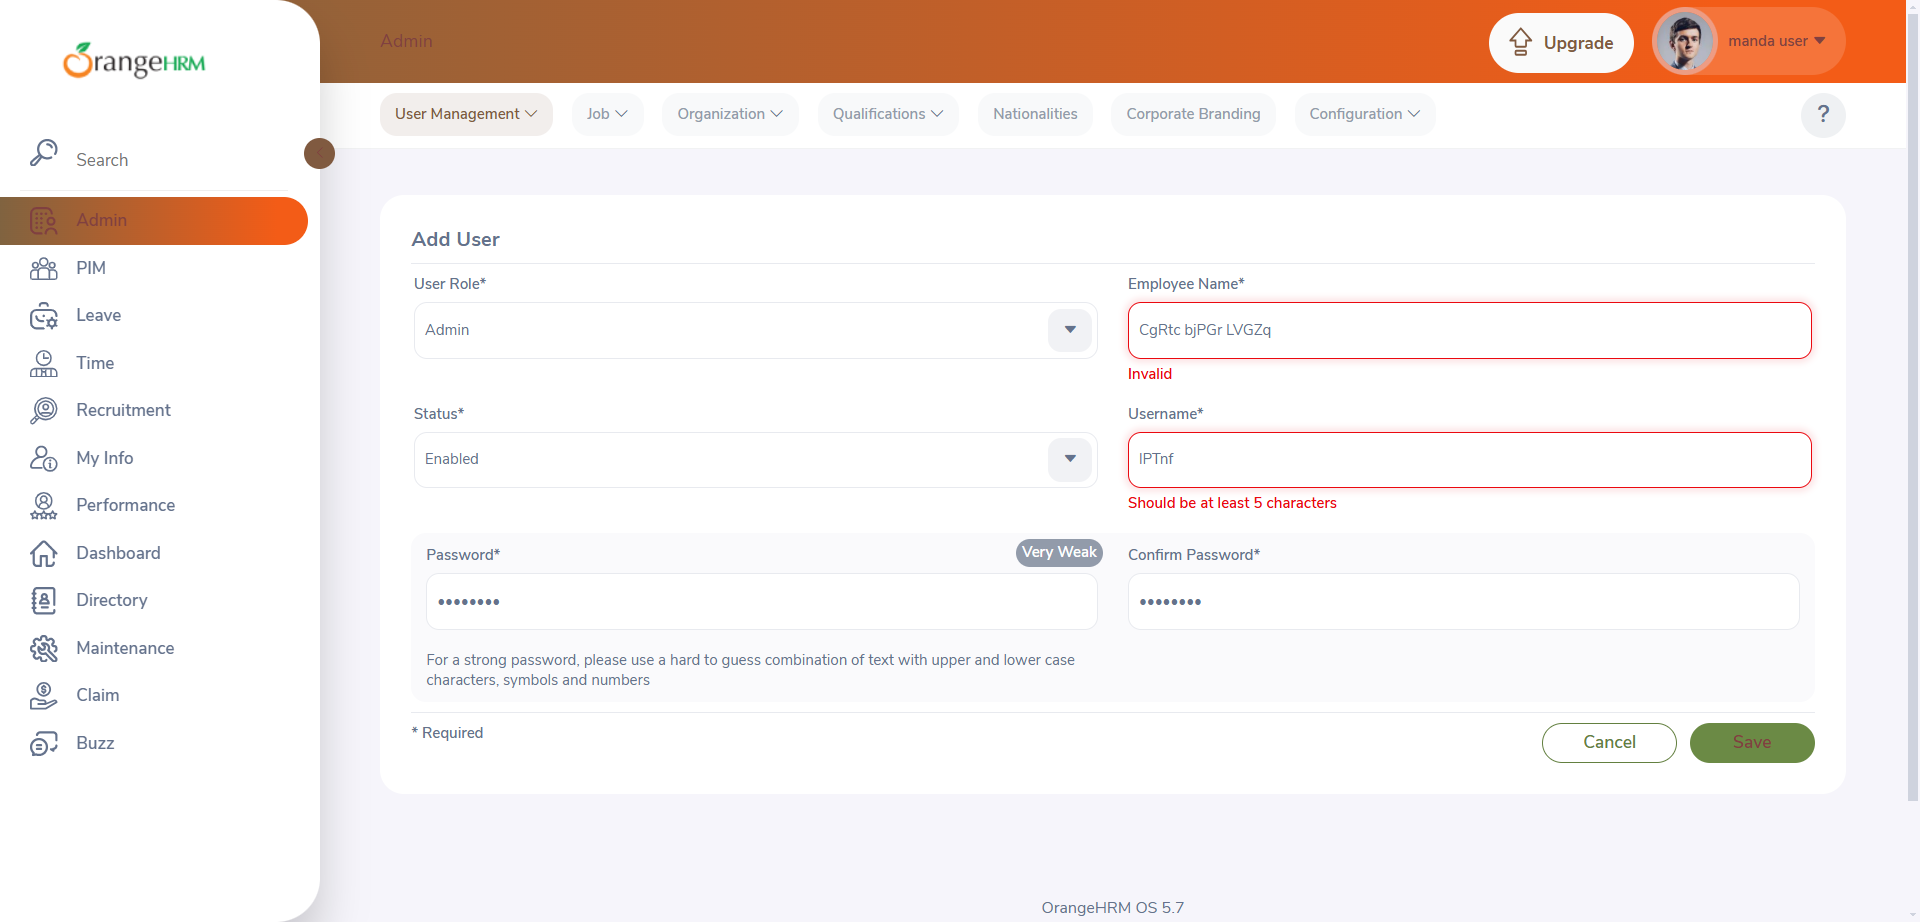 OrangeHRM
Admin
Upgrade
manda user
User Management
Job
Organization
Qualifications
Nationalities
Corporate Branding
Configuration
?
Search
Admin
PIM
Leave
Time
Recruitment
My Info
Performance
Dashboard
Directory
Maintenance
Claim
Buzz
Add User
User Role*
Admin
Employee Name*
CgRtc bjPGr LVGZq
Invalid
Status*
Enabled
Username*
lPTnf
Should be at least 5 characters
Password*
Very Weak
••••••••
Confirm Password*
••••••••
For a strong password, please use a hard to guess combination of text with upper and lower case
characters, symbols and numbers
* Required
Cancel
Save
OrangeHRM OS 5.7